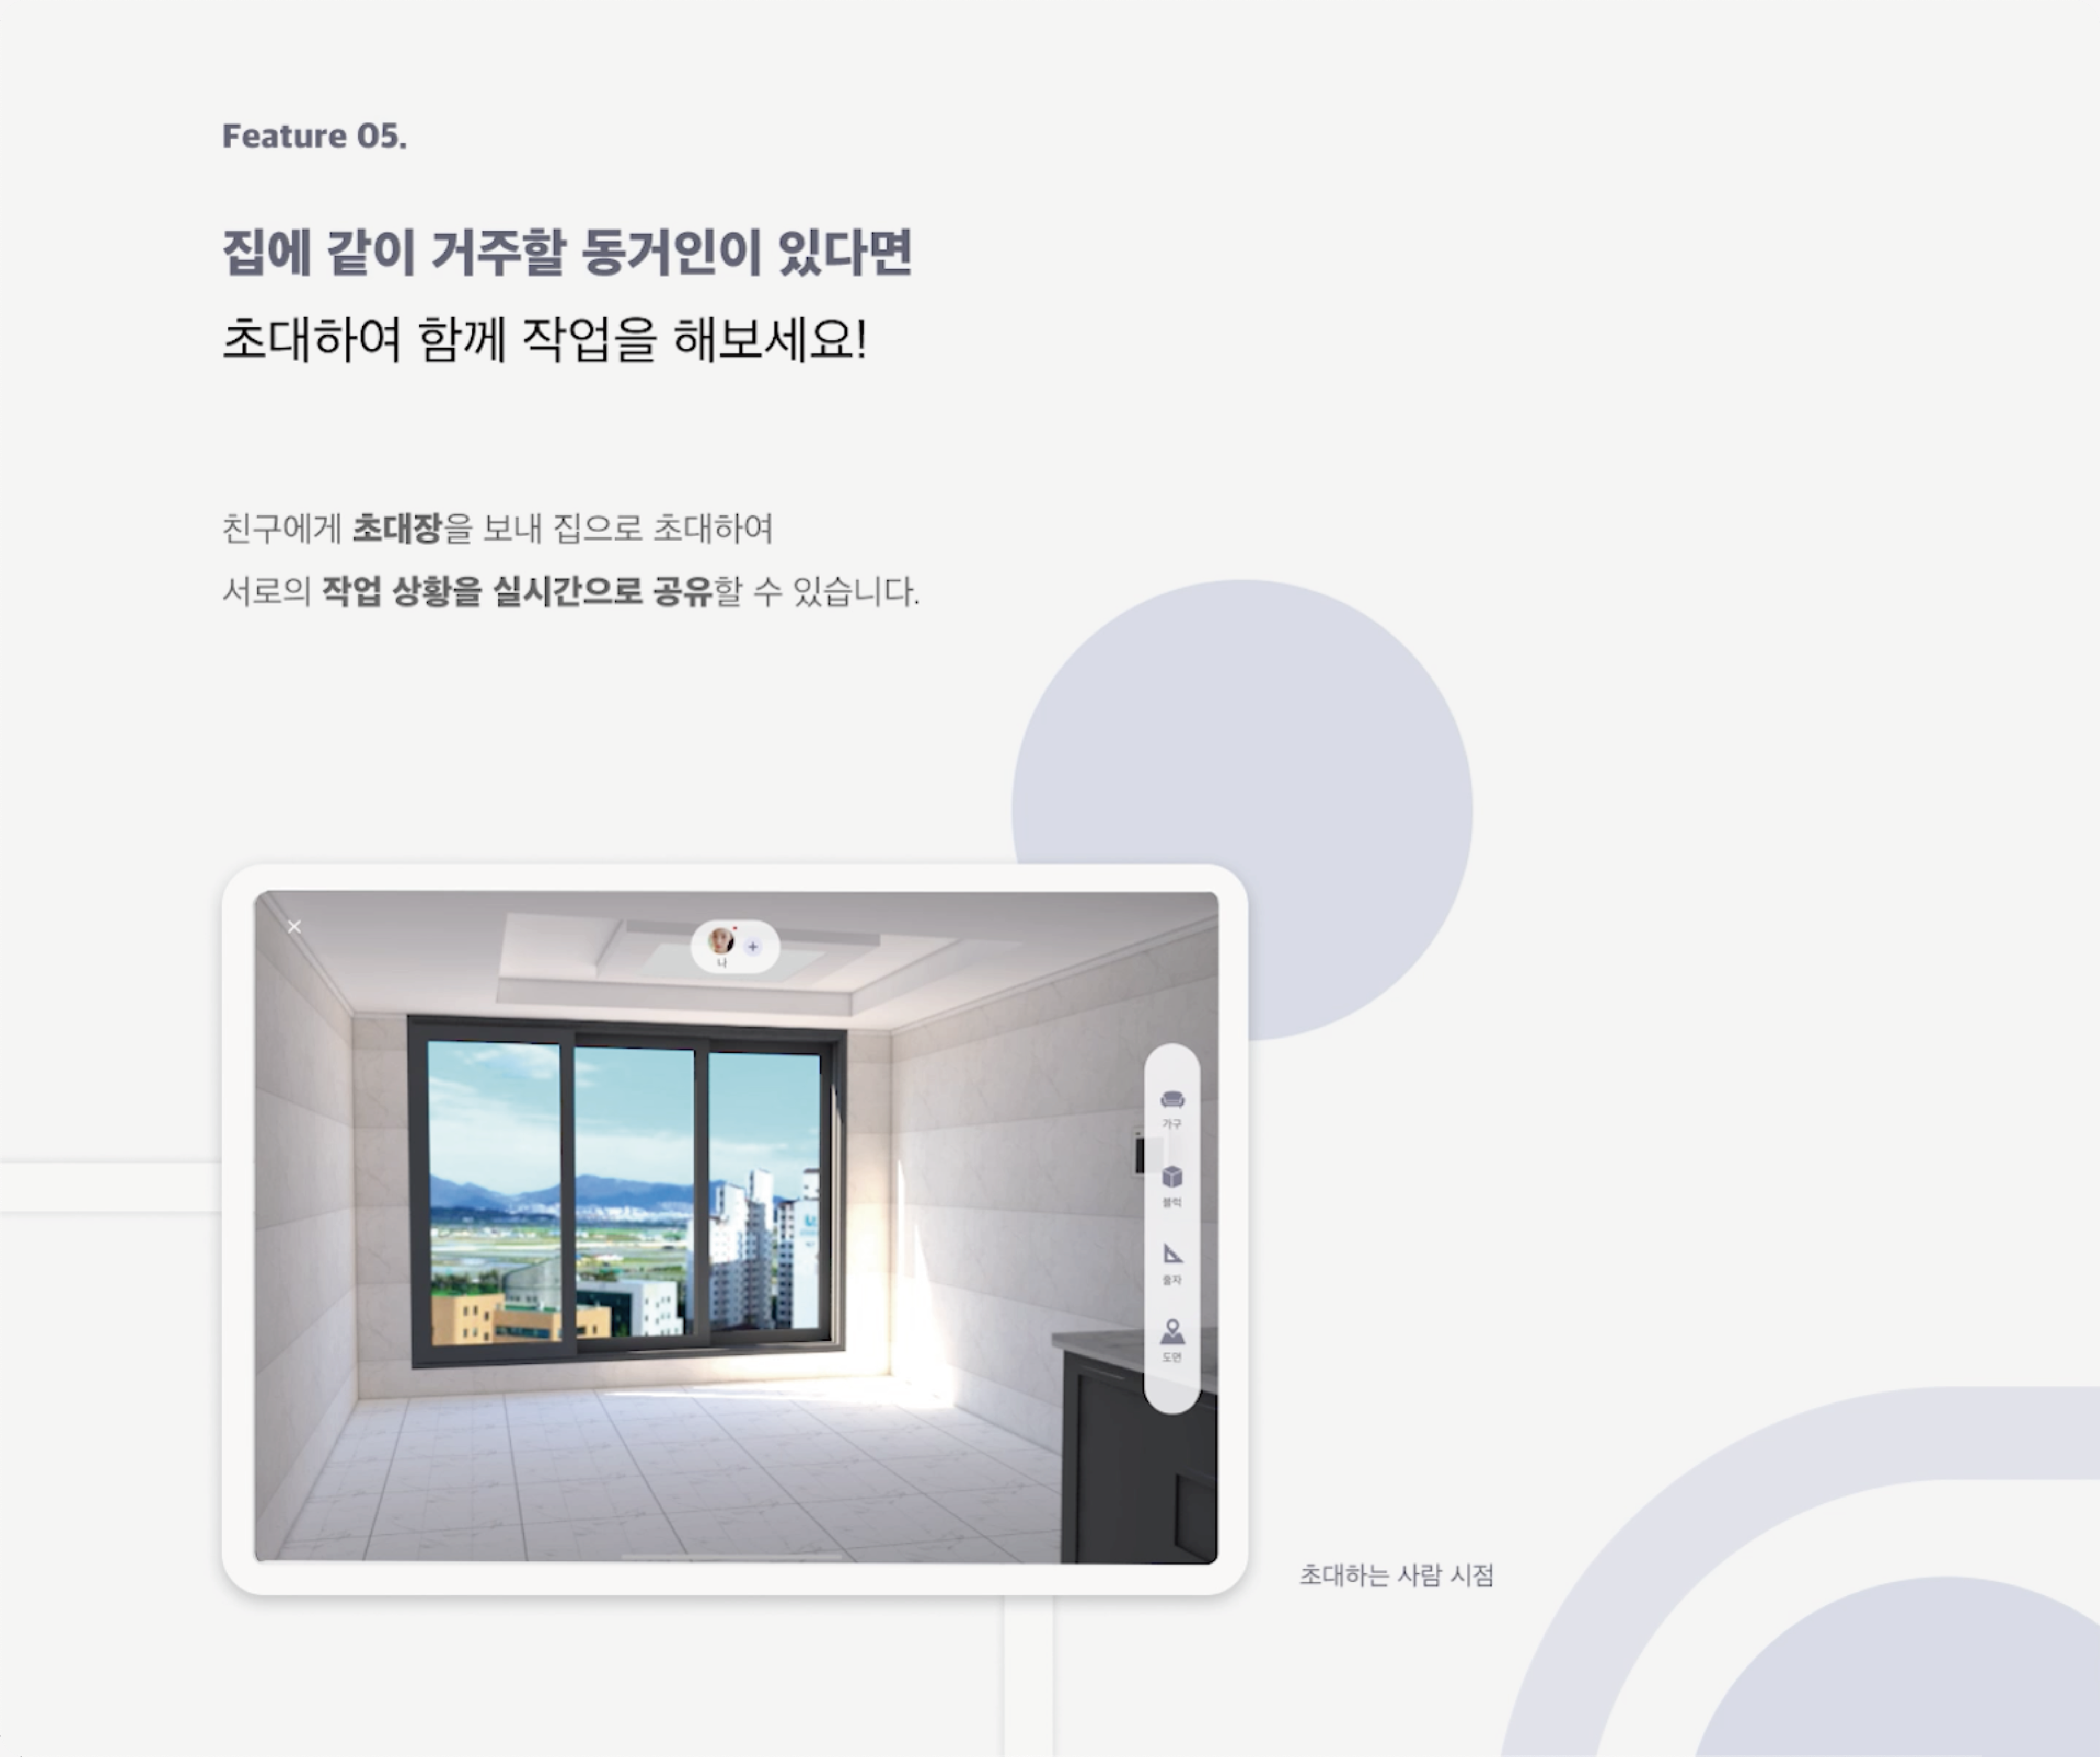 Feature 05.
집에 같이 거주할 동거인이 있다면
초대하여 함께 작업을 해보세요!
친구에게 초대장을 보내 집으로 초대하여
서로의 작업 상황을 실시간으로 공유할 수 있습니다.
나
가구
블럭
줄자
도면
초대하는 사람 시점